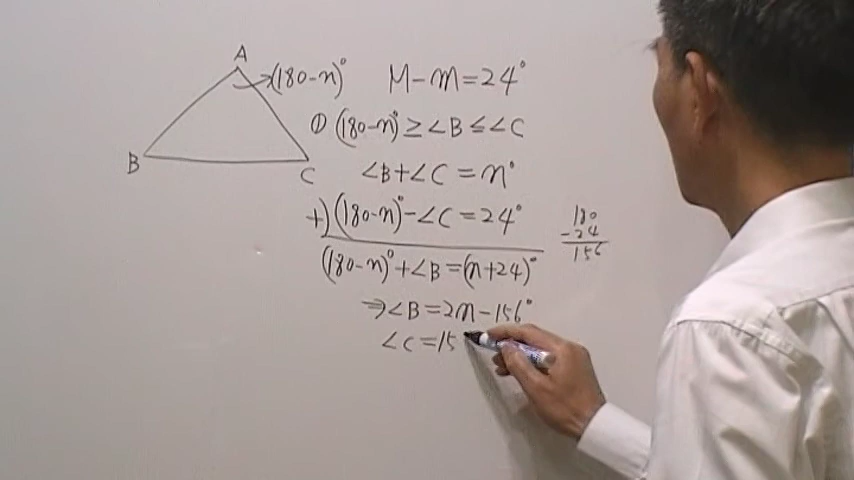 A
(180-n)°
B
C
M-m=24°
① (180-n)°≥∠B≤∠C
∠B+∠C=n°
+) (180-n)°-∠C=24°
(180-n)°+∠B=(n+24)°
⇒∠B=2n-156°
∠C=15
180
-24
156